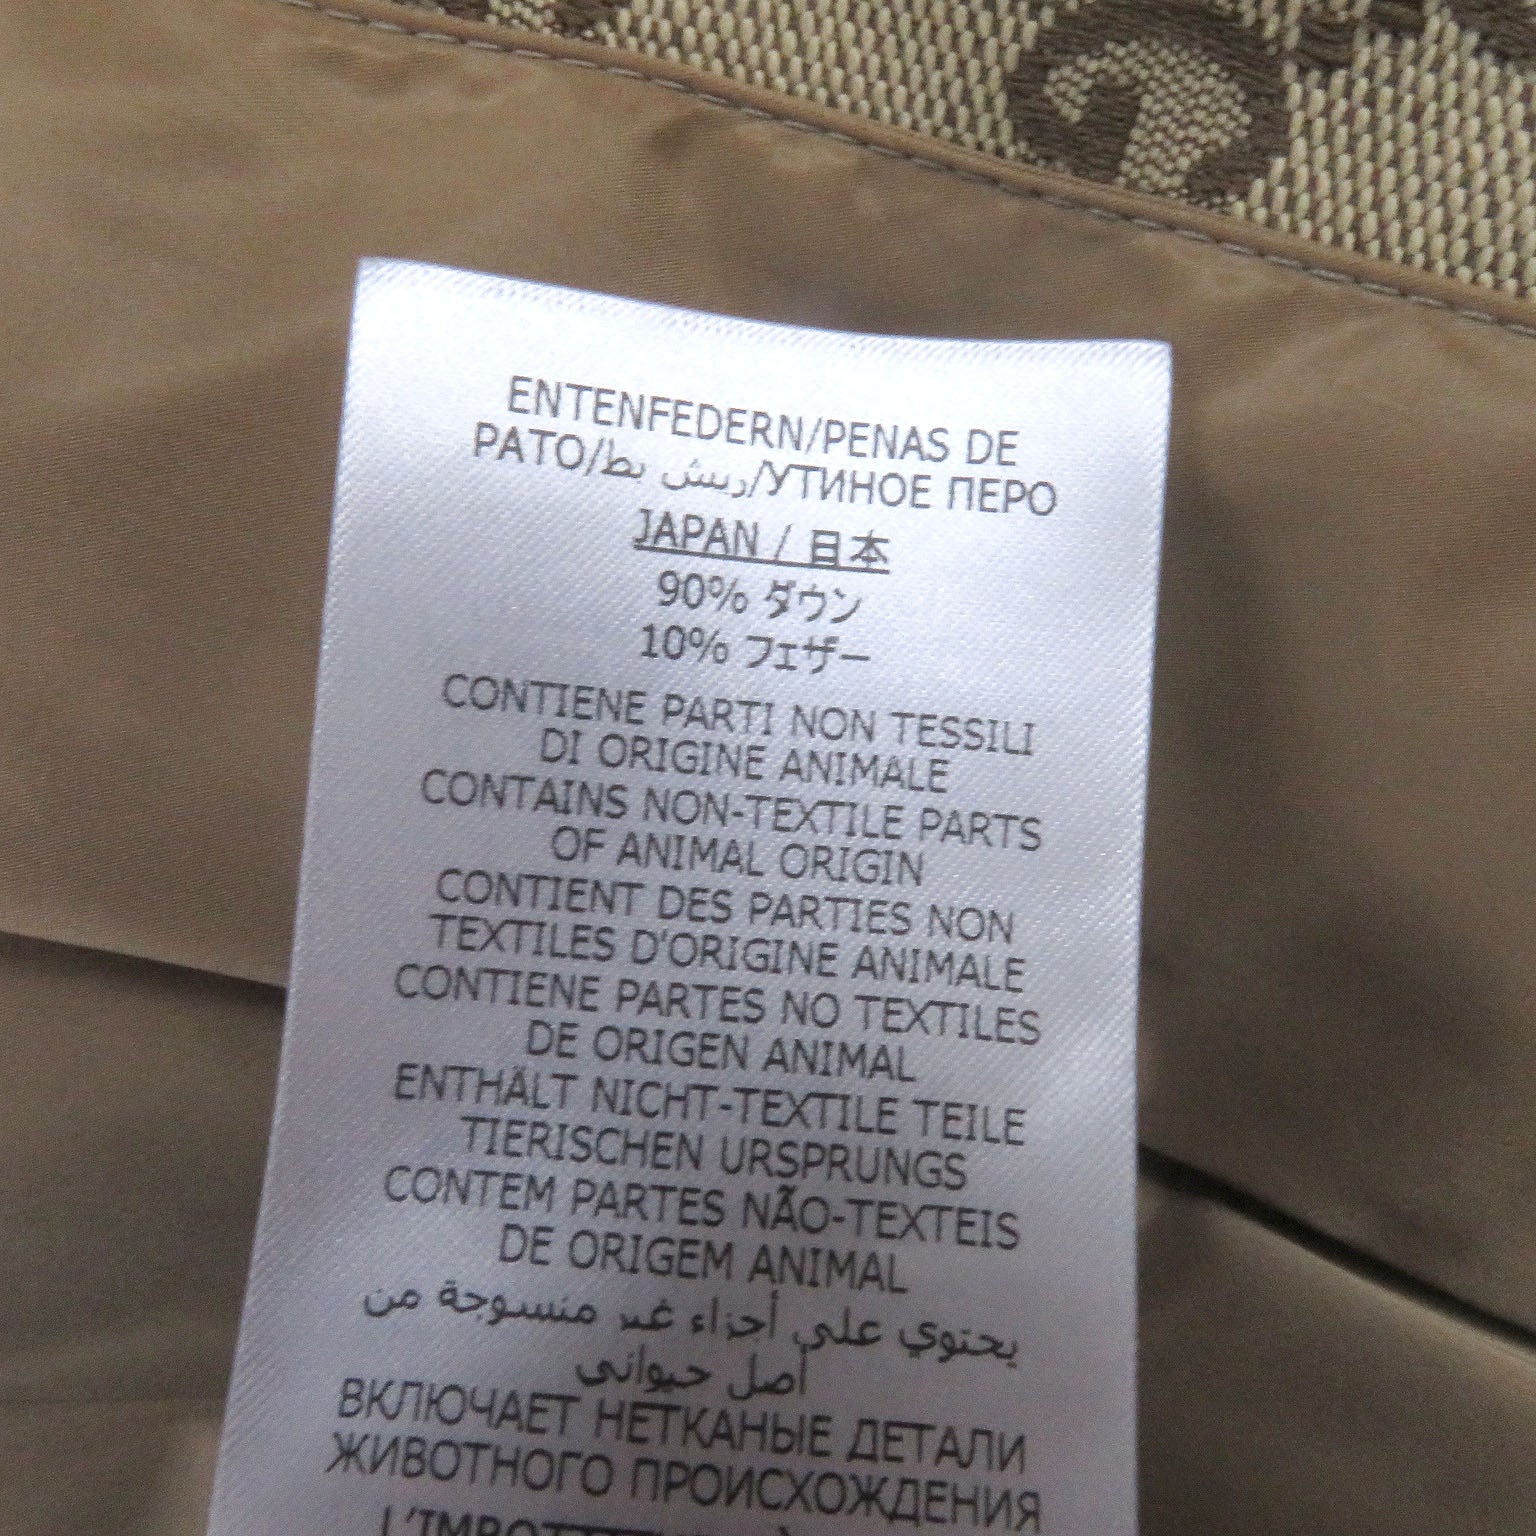 ENTENFEDERN/PENAS DE
PATO/ريش بط/УТИНОЕ ПЕРО
JAPAN / 日本
90% ダウン
10% フェザー
CONTIENE PARTI NON TESSILI
DI ORIGINE ANIMALE
CONTAINS NON-TEXTILE PARTS
OF ANIMAL ORIGIN
CONTIENT DES PARTIES NON
TEXTILES D'ORIGINE ANIMALE
CONTIENE PARTES NO TEXTILES
DE ORIGEN ANIMAL
ENTHÄLT NICHT-TEXTILE TEILE
TIERISCHEN URSPRUNGS
CONTEM PARTES NÃO-TEXTEIS
DE ORIGEM ANIMAL
يحتوي على أجزاء غير منسوجة من
أصل حيواني
ВКЛЮЧАЕТ НЕТКАНЫЕ ДЕТАЛИ
ЖИВОТНОГО ПРОИСХОЖДЕНИЯ